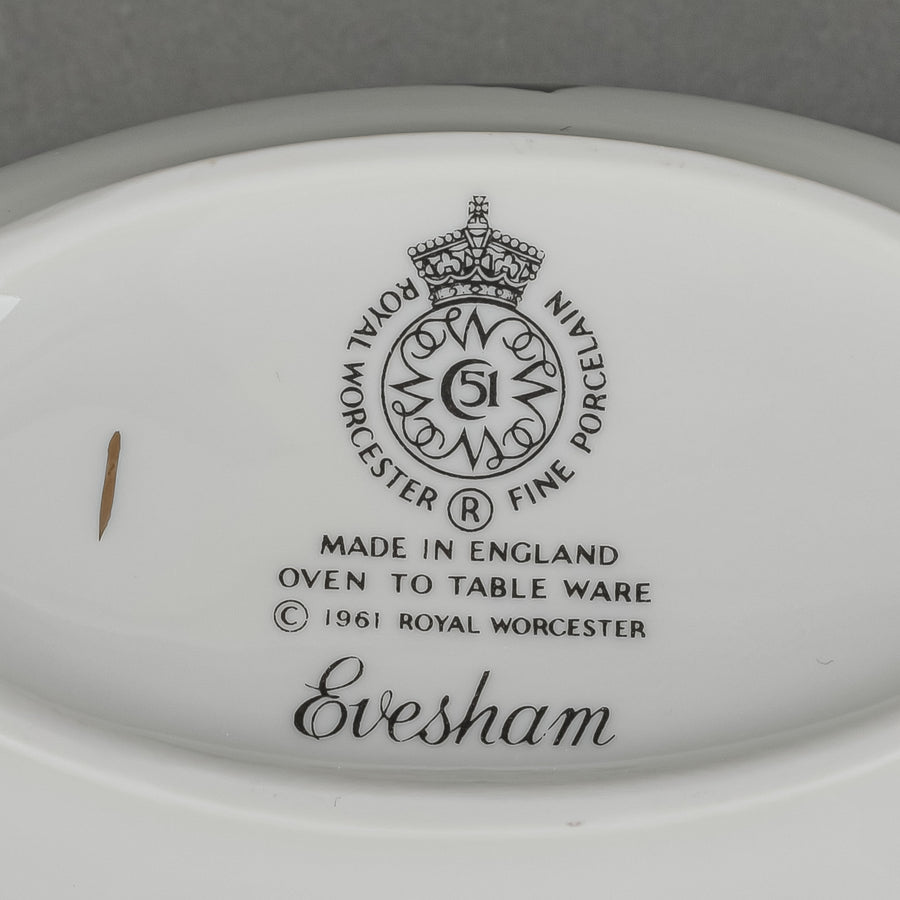 ROYAL WORCESTER ® FINE PORCELAIN
C51
MADE IN ENGLAND
OVEN TO TABLE WARE
© 1961 ROYAL WORCESTER
Evesham